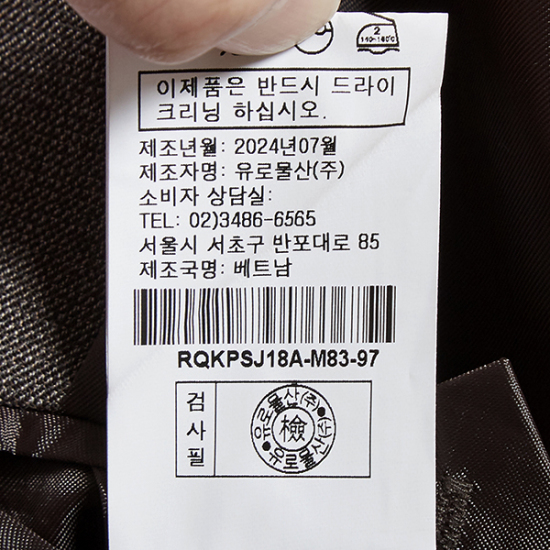 2
140-160℃
이제품은 반드시 드라이
크리닝 하십시오.
제조년월: 2024년07월
제조자명: 유로물산(주)
소비자 상담실:
TEL: 02)3486-6565
서울시 서초구 반포대로 85
제조국명: 베트남
RQKPSJ18A-M83-97
검사필
유로물산(주)
檢
유로물산(주)